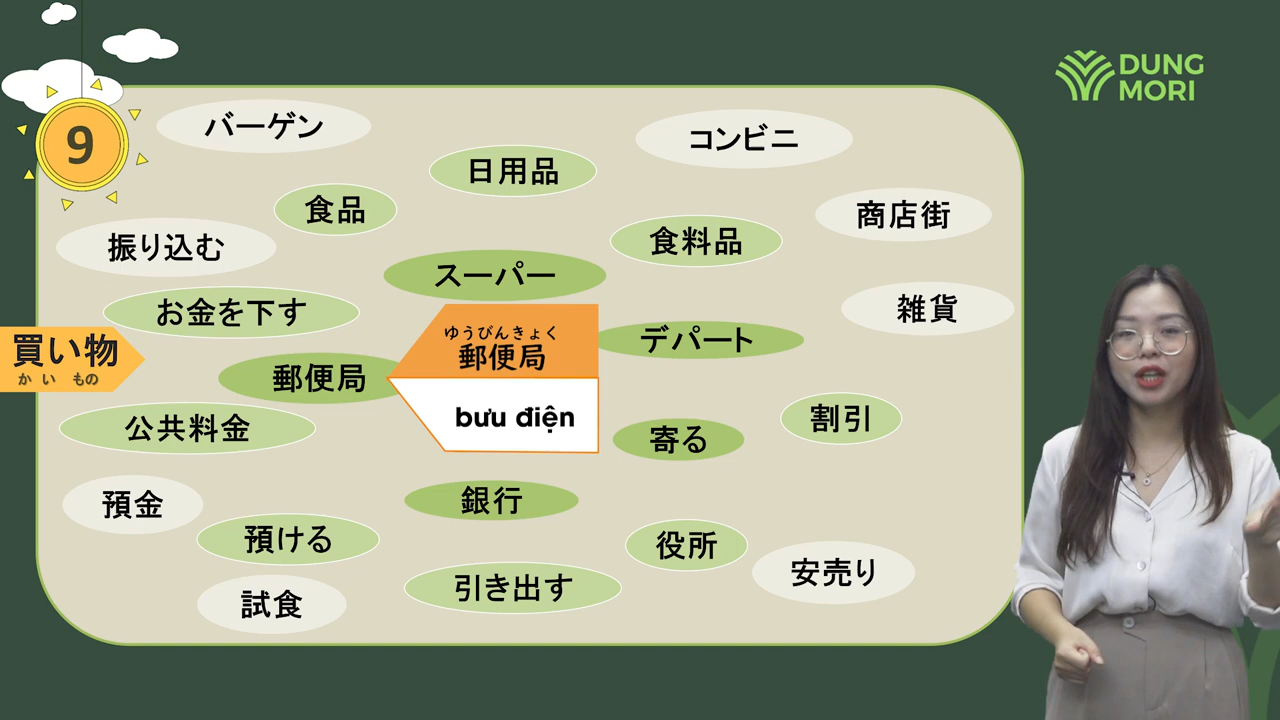 9
DUNG
MORI
バーゲン
コンビニ
日用品
食品
商店街
振り込む
食料品
スーパー
お金を下す
雑貨
ゆうびんきょく
郵便局
デパート
買い物
かい もの
郵便局
bưu điện
公共料金
割引
寄る
預金
銀行
預ける
役所
安売り
引き出す
試食